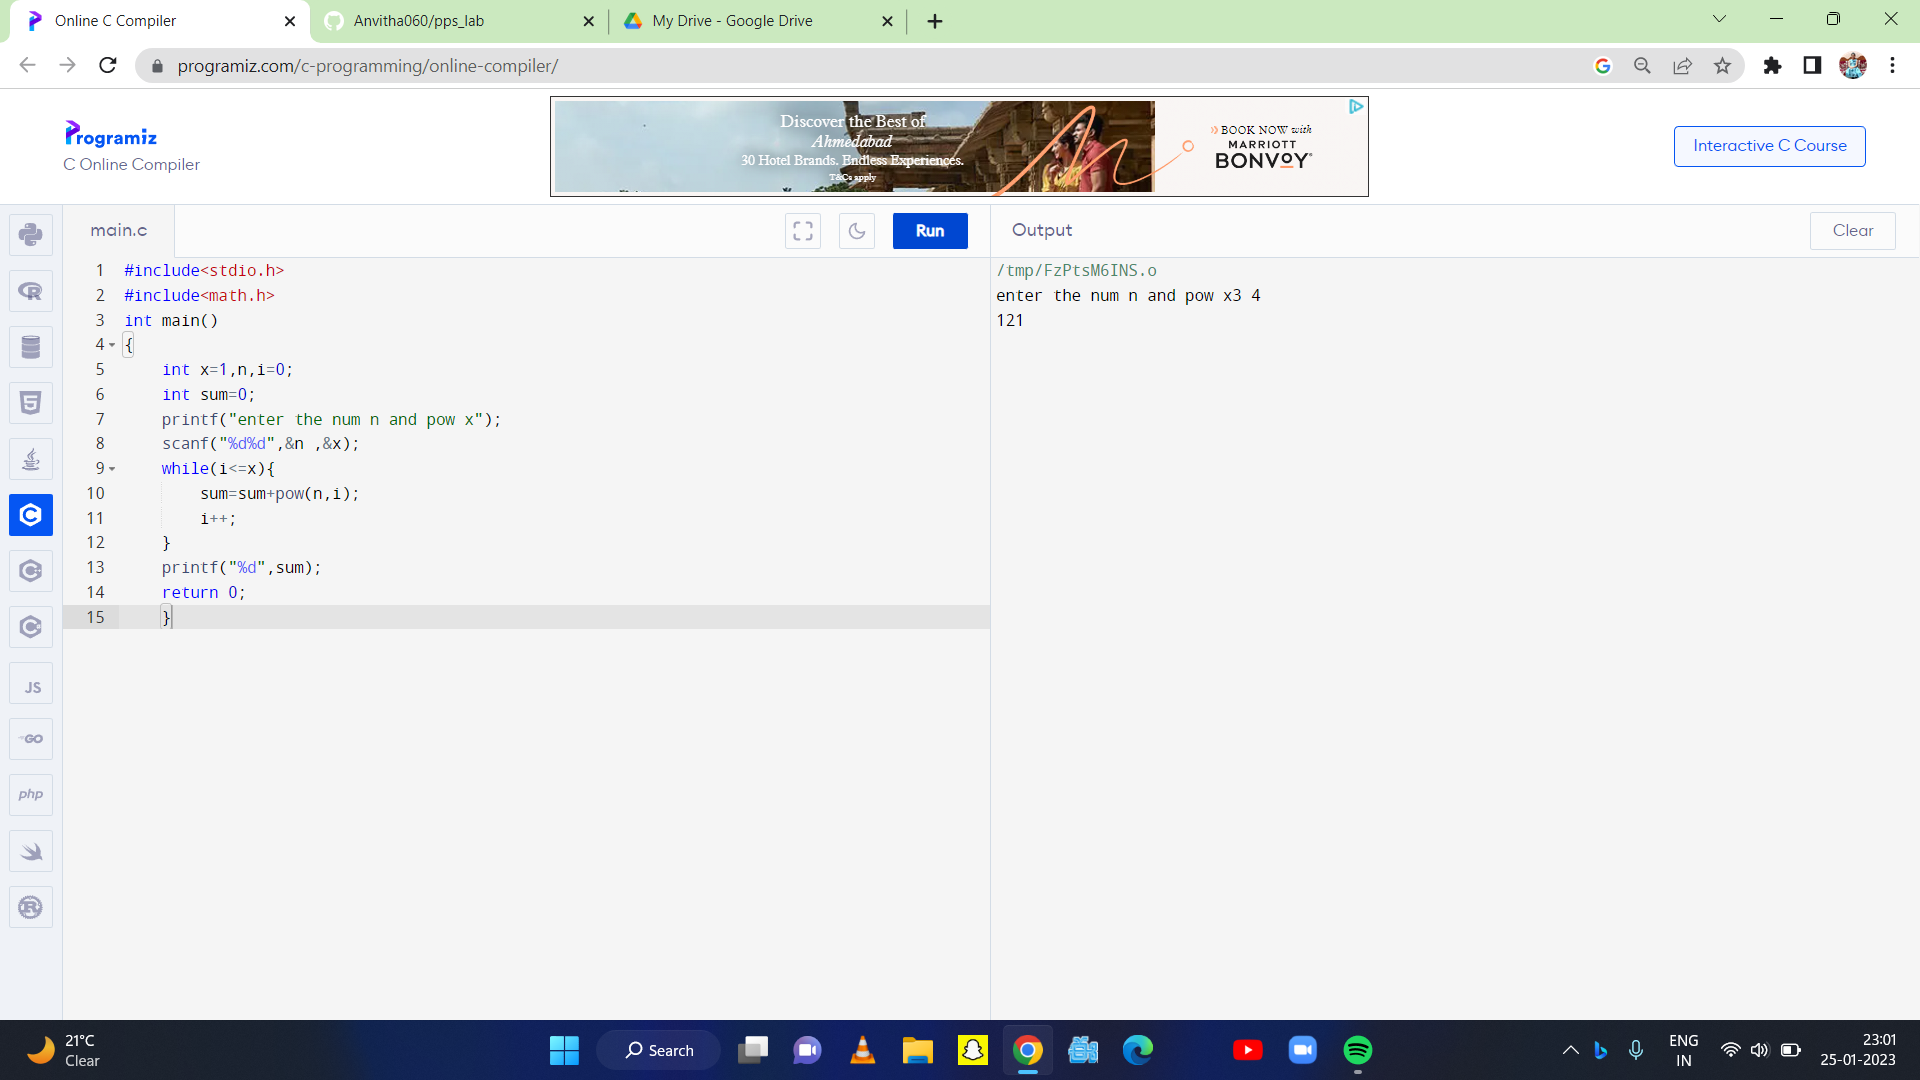 Online C Compiler
Anvitha060/pps_lab
My Drive - Google Drive
programiz.com/c-programming/online-compiler/
Programiz
C Online Compiler
Discover the Best of
Ahmedabad
30 Hotel Brands. Endless Experiences.
T&Cs apply
BOOK NOW with
MARRIOTT
BONVOY
Interactive C Course
main.c
Run
Output
Clear
1 #include<stdio.h>
2 #include<math.h>
3 int main()
4 {
5 int x=1,n,i=0;
6 int sum=0;
7 printf("enter the num n and pow x");
8 scanf("%d%d",&n ,&x);
9 while(i<=x){
10 sum=sum+pow(n,i);
11 i++;
12 }
13 printf("%d",sum);
14 return 0;
15 }
/tmp/FzPtsM6INS.o
enter the num n and pow x3 4
121
JS
GO
php
21°C
Clear
Search
ENG
IN
23:01
25-01-2023